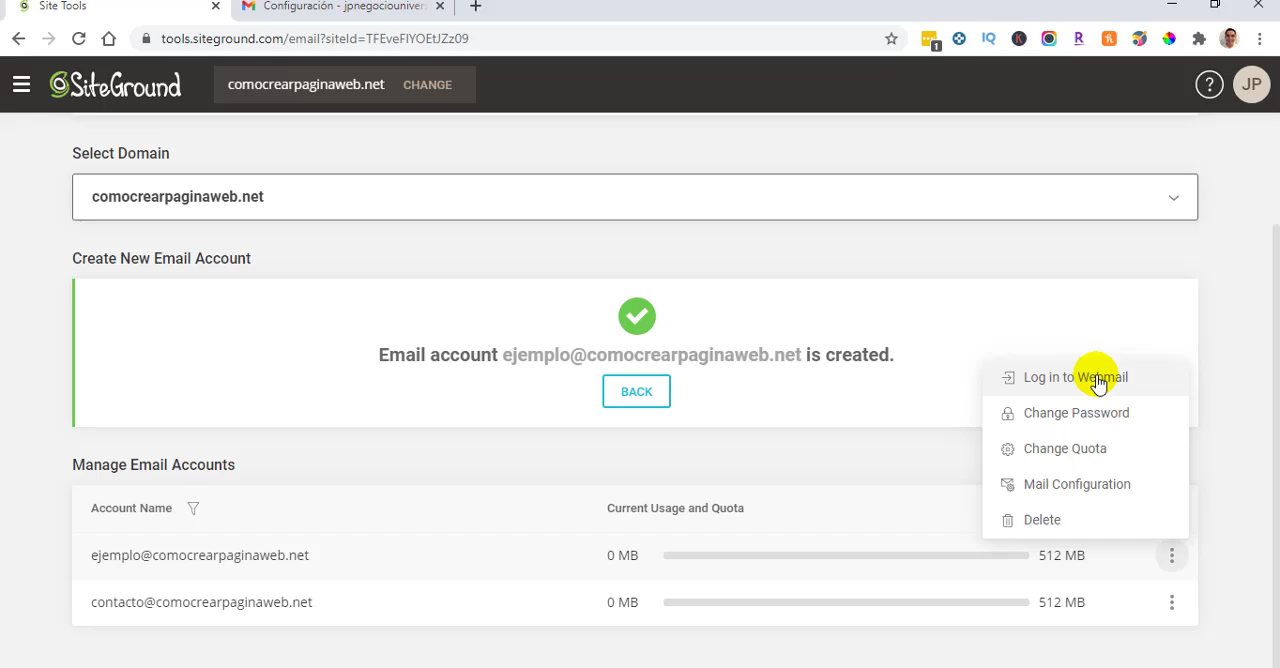 Site Tools
Configuración - jpnegociounivers
tools.siteground.com/email?siteId=TFEveFIYOEtJZz09
1
IQ
K
R
SiteGround
comocrearpaginaweb.net CHANGE
?
JP
Select Domain
comocrearpaginaweb.net
Create New Email Account
Email account ejemplo@comocrearpaginaweb.net is created.
BACK
Log in to Webmail
Change Password
Change Quota
Mail Configuration
Delete
Manage Email Accounts
Account Name Current Usage and Quota
ejemplo@comocrearpaginaweb.net 0 MB 512 MB
contacto@comocrearpaginaweb.net 0 MB 512 MB